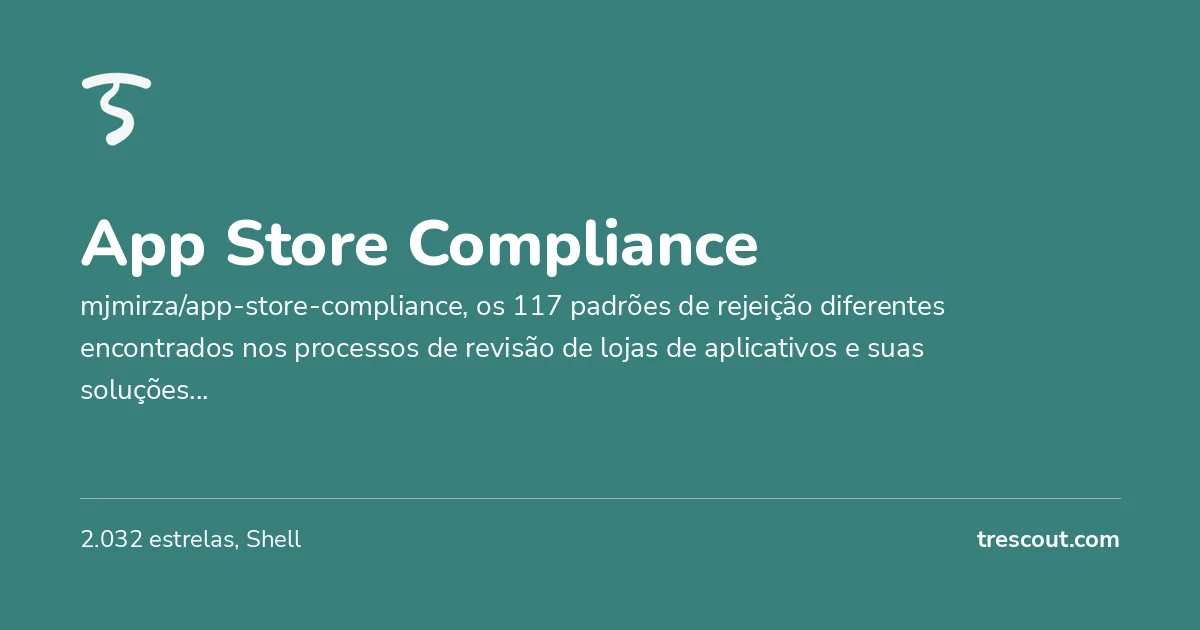 App Store Compliance
mjmirza/app-store-compliance, os 117 padrões de rejeição diferentes
encontrados nos processos de revisão de lojas de aplicativos e suas
soluções...
2.032 estrelas, Shell
trescout.com